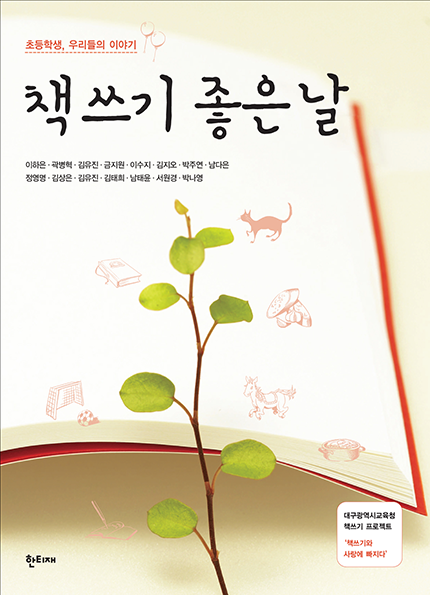 초등학생, 우리들의 이야기
책쓰기 좋은 날
이하은 · 곽병혁 · 김유진 · 금지원 · 이수지 · 김지오 · 박주연 · 남다은
정영명 · 김상은 · 김유진 · 김태희 · 남태윤 · 서원경 · 박나영
대구광역시교육청
책쓰기 프로젝트
'책쓰기와
사랑에 빠지다'
한티재